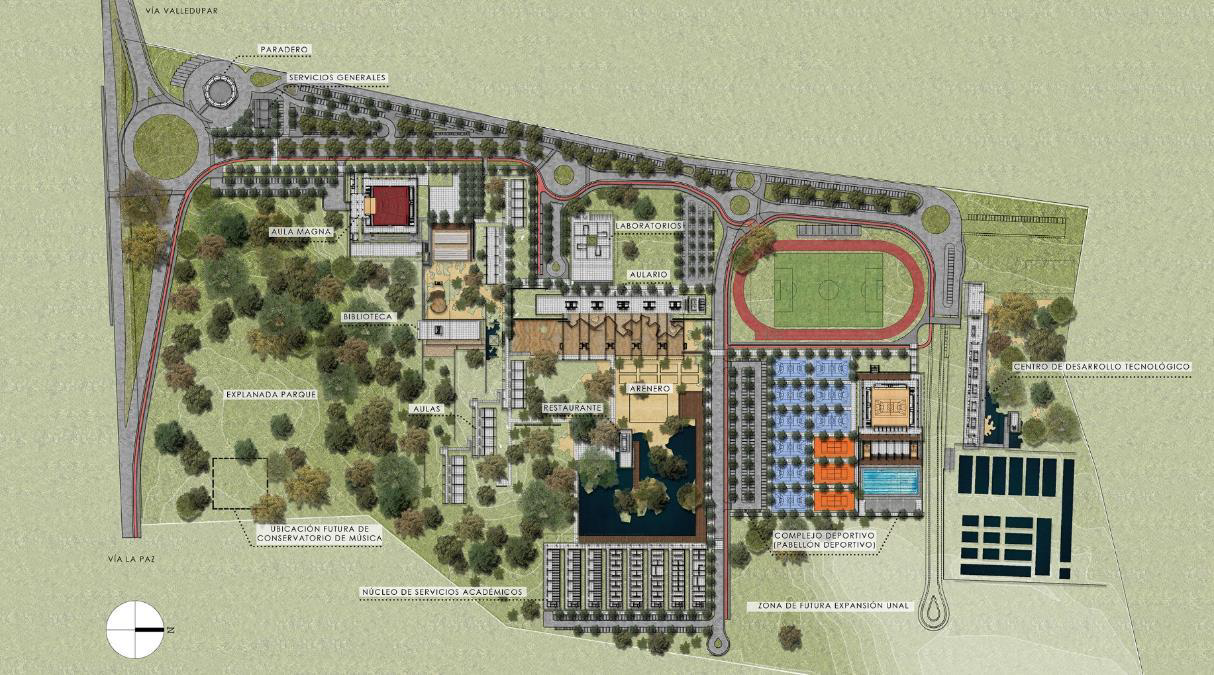 VÍA VALLEDUPAR
PARADERO
SERVICIOS GENERALES
AULA MAGNA
LABORATORIOS
AULARIO
BIBLIOTECA
CENTRO DE DESARROLLO TECNOLÓGICO
EXPLANADA PARQUE
ARENERO
AULAS
RESTAURANTE
UBICACIÓN FUTURA DE
CONSERVATORIO DE MÚSICA
COMPLEJO DEPORTIVO
(PABELLÓN DEPORTIVO)
VÍA LA PAZ
NÚCLEO DE SERVICIOS ACADÉMICOS
ZONA DE FUTURA EXPANSIÓN UNAL
N